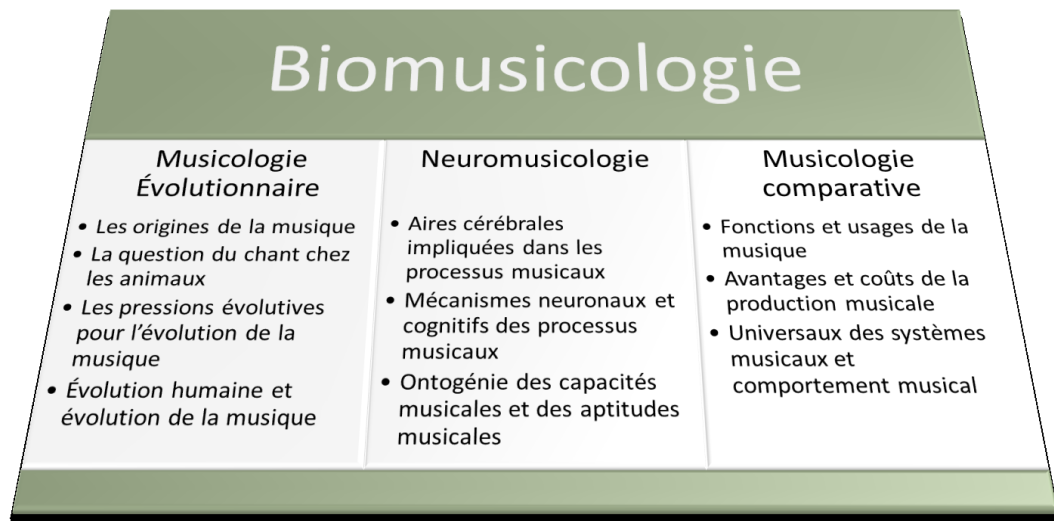 Biomusicologie
Musicologie
Évolutionnaire
• Les origines de la musique
• La question du chant chez
les animaux
• Les pressions évolutives
pour l’évolution de la
musique
• Évolution humaine et
évolution de la musique
Neuromusicologie
• Aires cérébrales
impliquées dans les
processus musicaux
• Mécanismes neuronaux et
cognitifs des processus
musicaux
• Ontogénie des capacités
musicales et des aptitudes
musicales
Musicologie
comparative
• Fonctions et usages de la
musique
• Avantages et coûts de la
production musicale
• Universaux des systèmes
musicaux et
comportement musical